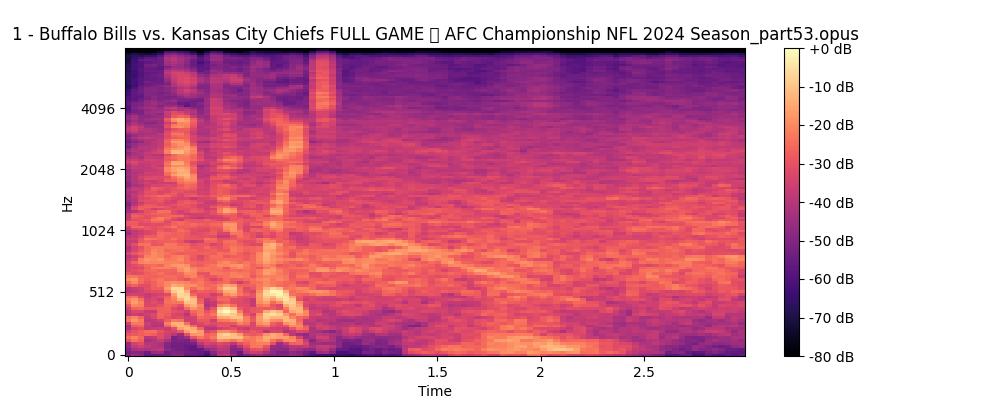 1 - Buffalo Bills vs. Kansas City Chiefs FULL GAME ▯ AFC Championship NFL 2024 Season_part53.opus
+0 dB
-10 dB
-20 dB
-30 dB
-40 dB
-50 dB
-60 dB
-70 dB
-80 dB
4096
2048
1024
512
0
Hz
0
0.5
1
1.5
2
2.5
Time